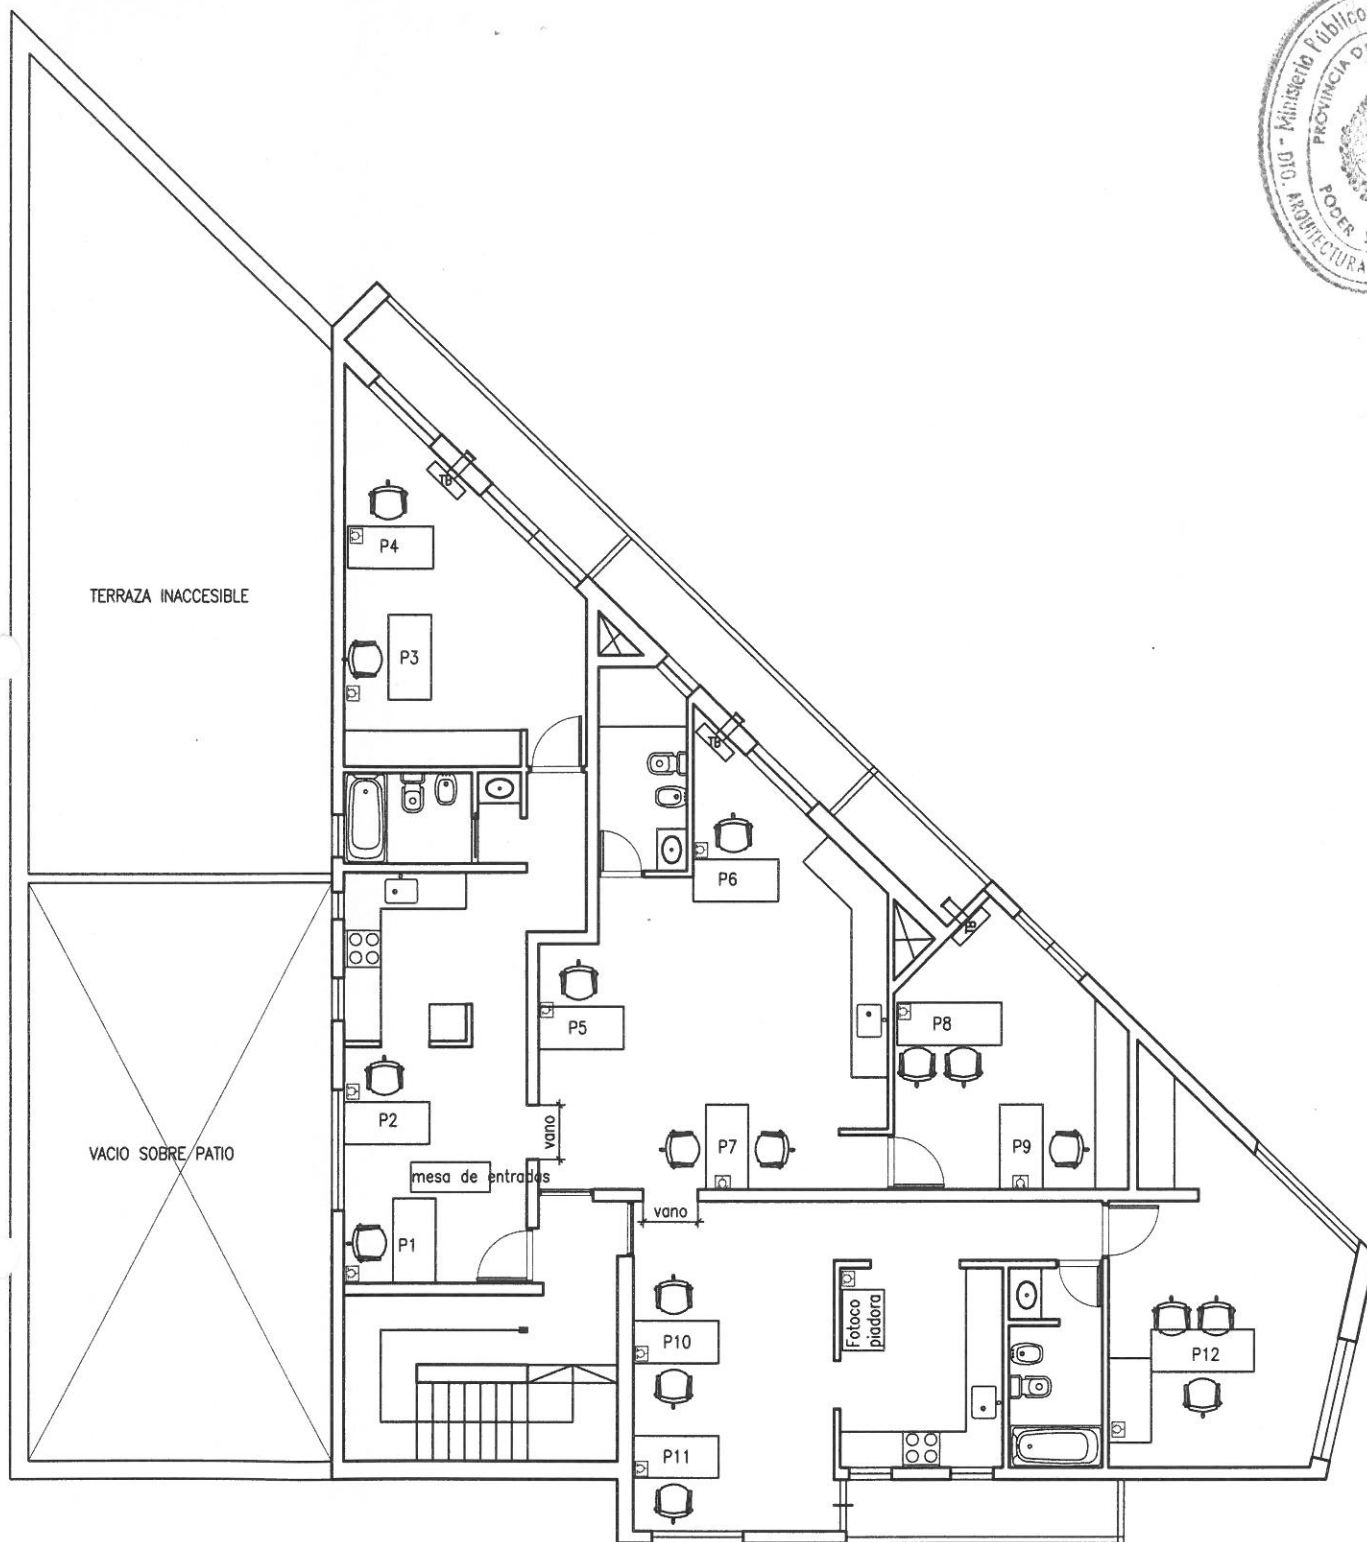 DTO. ARQUITECTURA
- Ministerio Público
PROVINCIA D
PODER
TB
P4
TERRAZA INACCESIBLE
P3
TB
P6
TB
P5
P8
P2
vano
P7
P9
VACIO SOBRE PATIO
mesa de entradas
vano
P1
Fotoco
piadora
P10
P12
P11